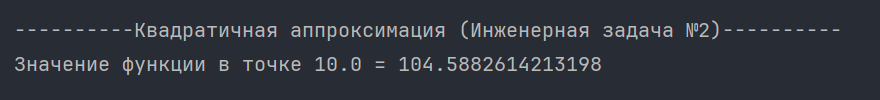 ----------Квадратичная аппроксимация (Инженерная задача №2)----------
Значение функции в точке 10.0 = 104.5882614213198